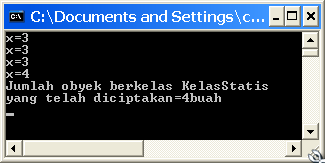 C:\Documents and Settings\c...
x=3
x=3
x=3
x=4
Jumlah obyek berkelas KelasStatis
yang telah diciptakan=4buah